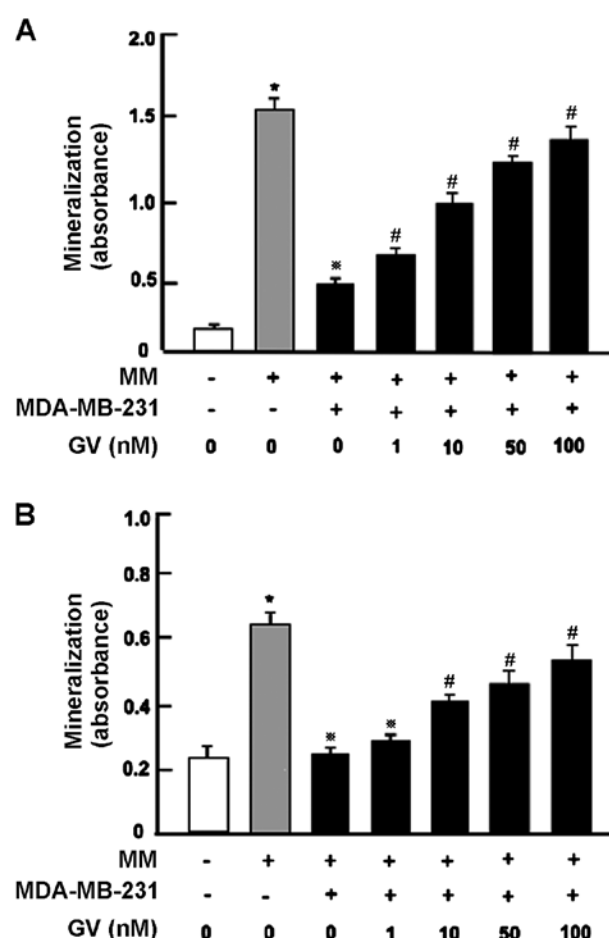 A
2.0
1.5
1.0
0.5
0
Mineralization
(absorbance)
* ※ # # # #
MM - + + + + + +
MDA-MB-231 - - + + + + +
GV (nM) 0 0 0 1 10 50 100
B
1.0
0.8
0.6
0.4
0.2
0
Mineralization
(absorbance)
* ※ ※ # # #
MM - + + + + + +
MDA-MB-231 - - + + + + +
GV (nM) 0 0 0 1 10 50 100